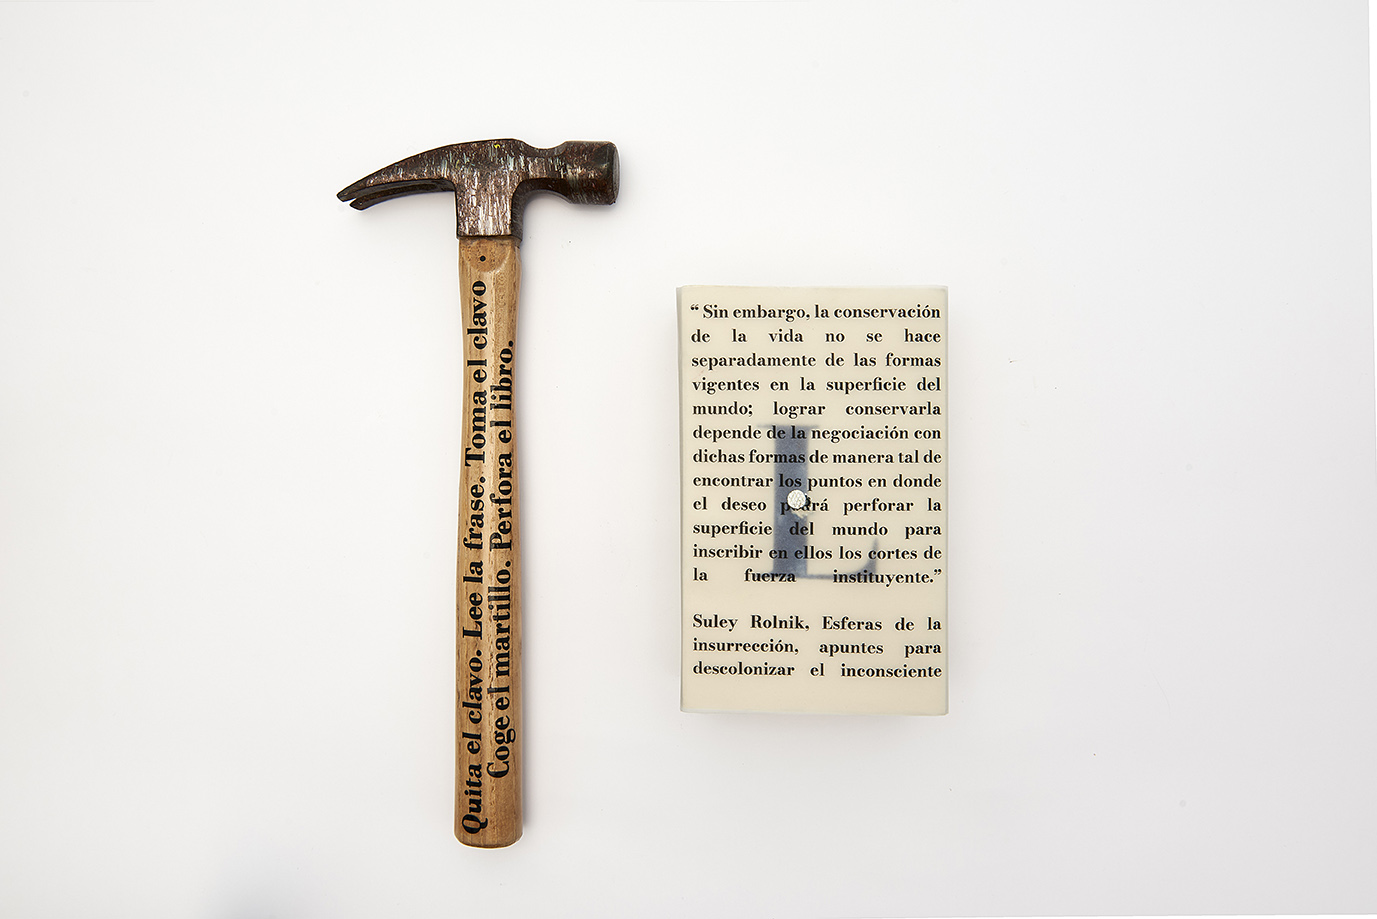 Quita el clavo. Lee la frase. Toma el clavo
Coge el martillo. Perfora el libro.
“ Sin embargo, la conservación
de la vida no se hace
separadamente de las formas
vigentes en la superficie del
mundo; lograr conservarla
depende de la negociación con
dichas formas de manera tal de
encontrar los puntos en donde
el deseo podrá perforar la
superficie del mundo para
inscribir en ellos los cortes de
la fuerza instituyente.”
Suley Rolnik, Esferas de la
insurrección, apuntes para
descolonizar el inconsciente
L